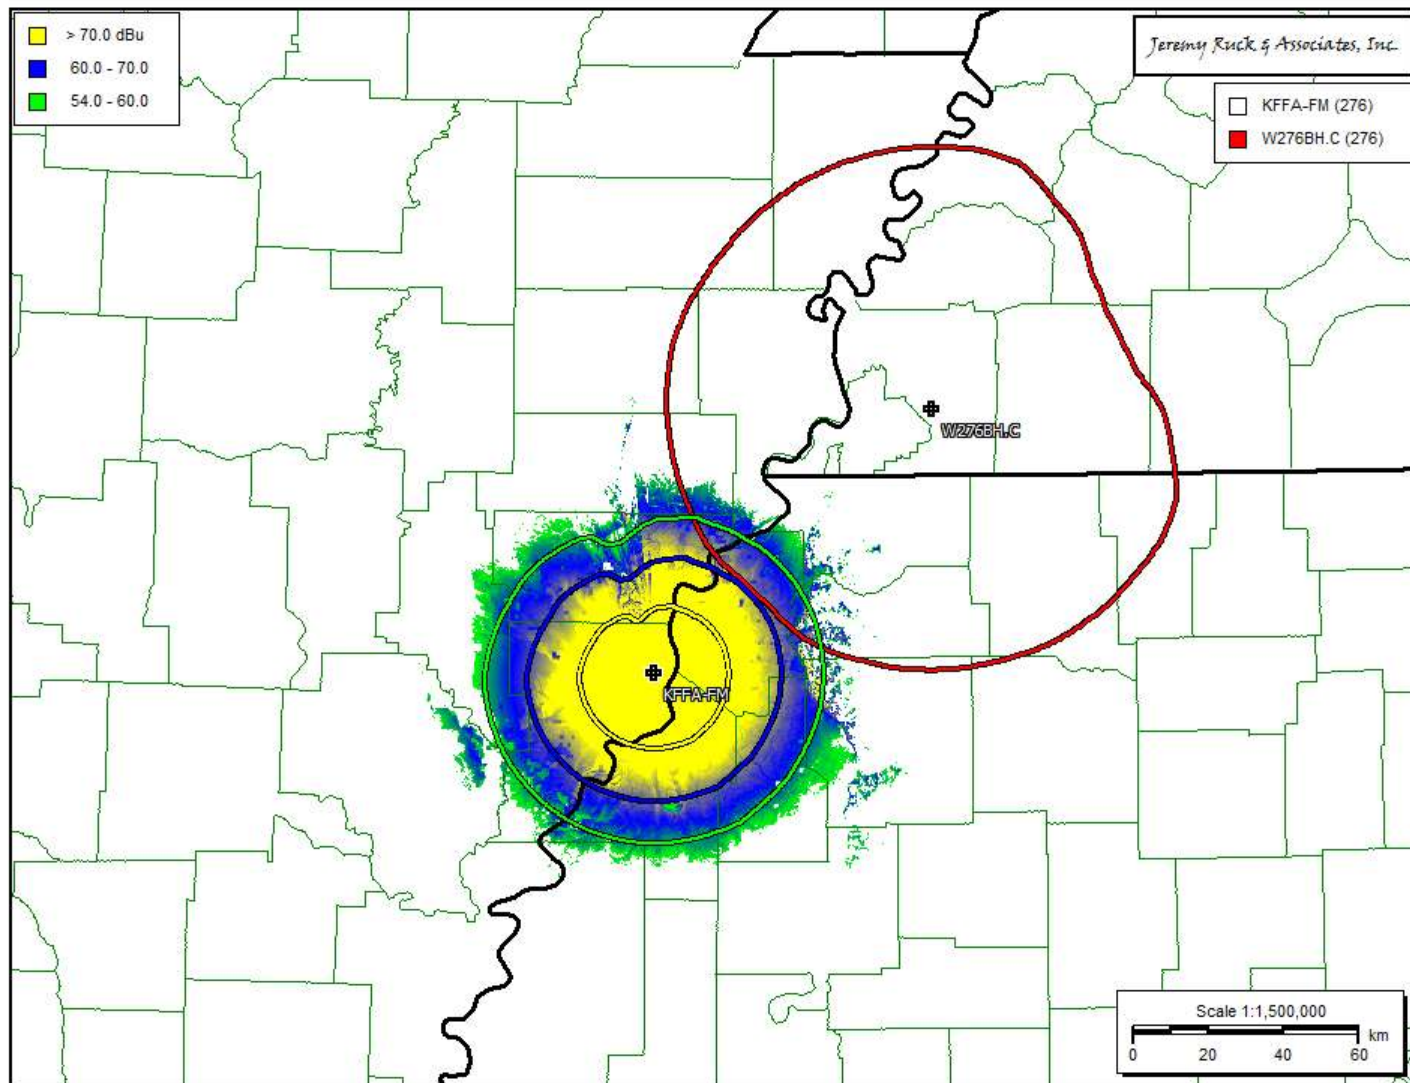 > 70.0 dBu
60.0 - 70.0
54.0 - 60.0
Jeremy Ruck & Associates, Inc.
KFFA-FM (276)
W276BH.C (276)
W276BH.C
KFFA-FM
Scale 1:1,500,000
km
0 20 40 60